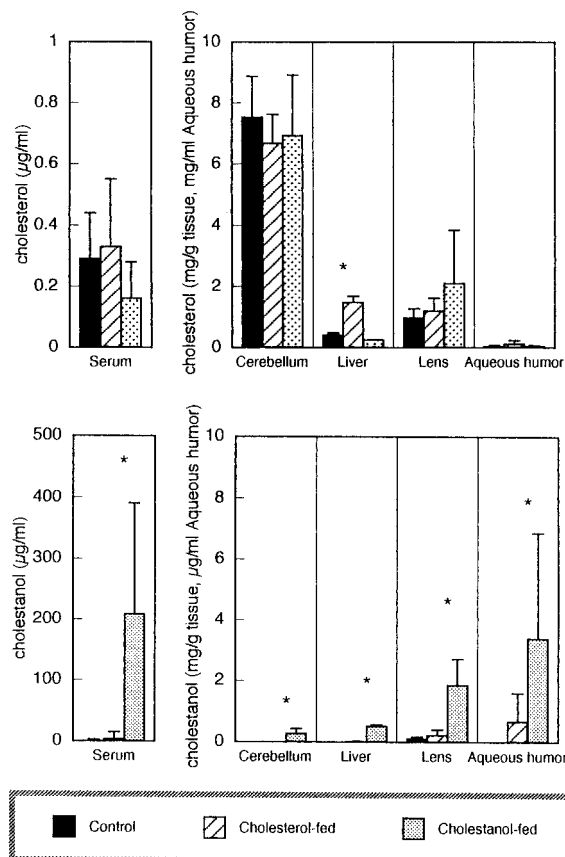 cholesterol (µg/ml)
1
0.8
0.6
0.4
0.2
0
Serum
cholesterol (mg/g tissue, mg/ml Aqueous humor)
10
8
6
4
2
0
*
Cerebellum
Liver
Lens
Aqueous humor
cholestanol (µg/ml)
500
400
300
200
100
0
*
Serum
cholestanol (mg/g tissue, µg/ml Aqueous humor)
10
8
6
4
2
0
*
*
*
*
Cerebellum
Liver
Lens
Aqueous humor
Control
Cholesterol-fed
Cholestanol-fed